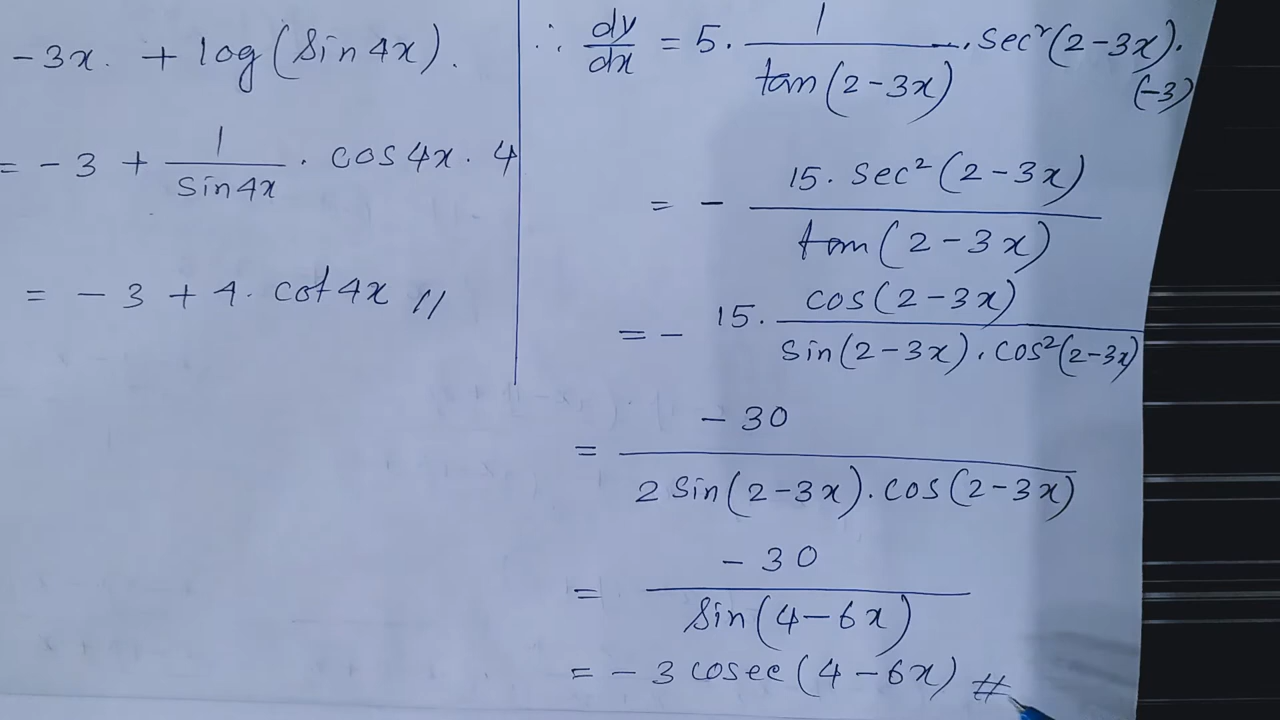 -3x. + log(Sin 4x).
= -3 + 1/sin4x . cos4x. 4
= -3 + 4. cot4x //
∴ dy/dx = 5. 1/tan(2-3x) . sec²(2-3x). (-3)
= - 15. sec²(2-3x)/tan(2-3x)
= - 15. cos(2-3x)/sin(2-3x). cos²(2-3x)
= -30/2 Sin(2-3x). cos(2-3x)
= -30/Sin(4-6x)
= -3 cosec(4-6x) #